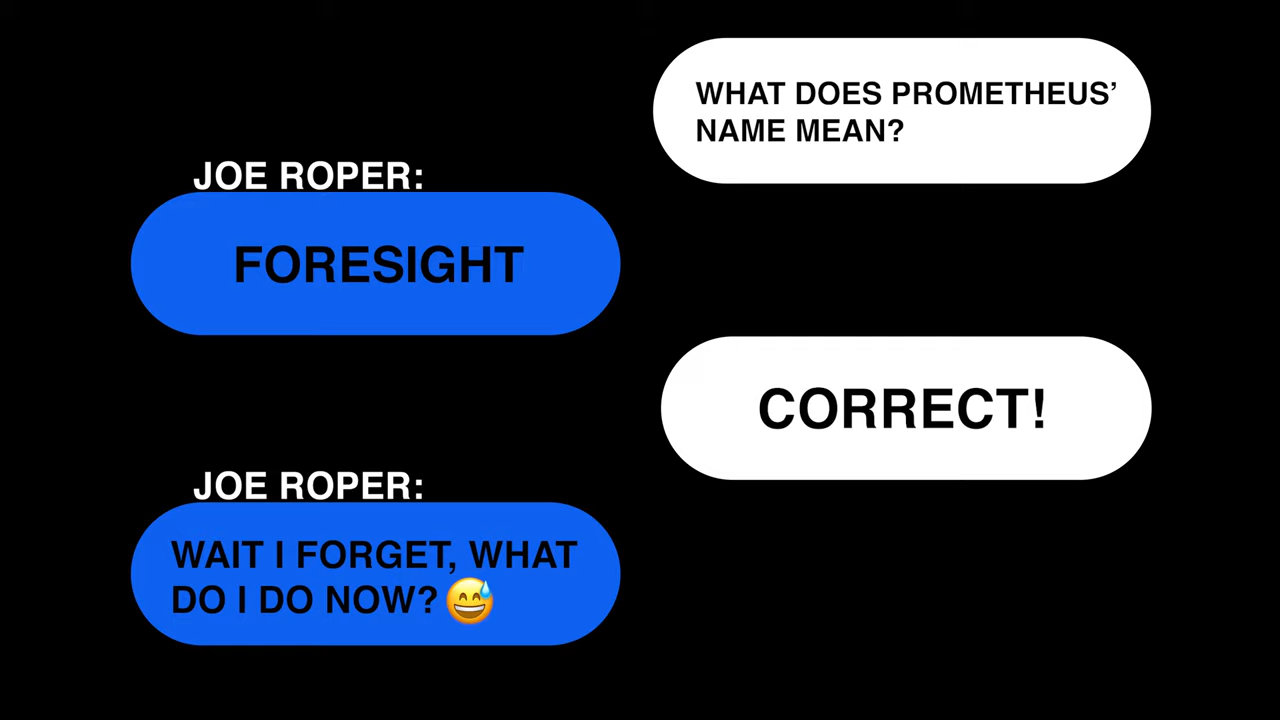 WHAT DOES PROMETHEUS’
NAME MEAN?
JOE ROPER:
FORESIGHT
CORRECT!
JOE ROPER:
WAIT I FORGET, WHAT
DO I DO NOW? 😅